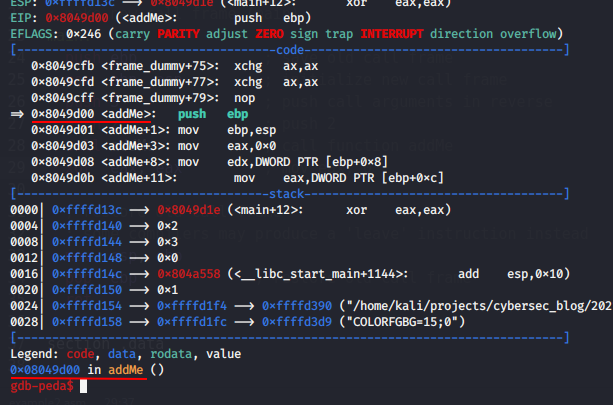 ESP: 0xffffd13c —> 0x8049d1e (<main+12>: xor eax,eax)
EIP: 0x8049d00 (<addMe>: push ebp)
EFLAGS: 0x246 (carry PARITY adjust ZERO sign trap INTERRUPT direction overflow)
[-------------------------------------code-------------------------------------]
0x8049cfb <frame_dummy+75>: xchg ax,ax
0x8049cfd <frame_dummy+77>: xchg ax,ax
0x8049cff <frame_dummy+79>: nop
=> 0x8049d00 <addMe>: push ebp
0x8049d01 <addMe+1>: mov ebp,esp
0x8049d03 <addMe+3>: mov eax,0x0
0x8049d08 <addMe+8>: mov edx,DWORD PTR [ebp+0x8]
0x8049d0b <addMe+11>: mov eax,DWORD PTR [ebp+0xc]
[------------------------------------stack-------------------------------------]
0000| 0xffffd13c —> 0x8049d1e (<main+12>: xor eax,eax)
0004| 0xffffd140 —> 0x2
0008| 0xffffd144 —> 0x3
0012| 0xffffd148 —> 0x0
0016| 0xffffd14c —> 0x804a558 (<__libc_start_main+1144>: add esp,0x10)
0020| 0xffffd150 —> 0x1
0024| 0xffffd154 —> 0xffffd1f4 —> 0xffffd390 ("/home/kali/projects/cybersec_blog/202
0028| 0xffffd158 —> 0xffffd1fc —> 0xffffd3d9 ("COLORFGBG=15;0")
[------------------------------------------------------------------------------]
Legend: code, data, rodata, value
0x08049d00 in addMe ()
gdb-peda$